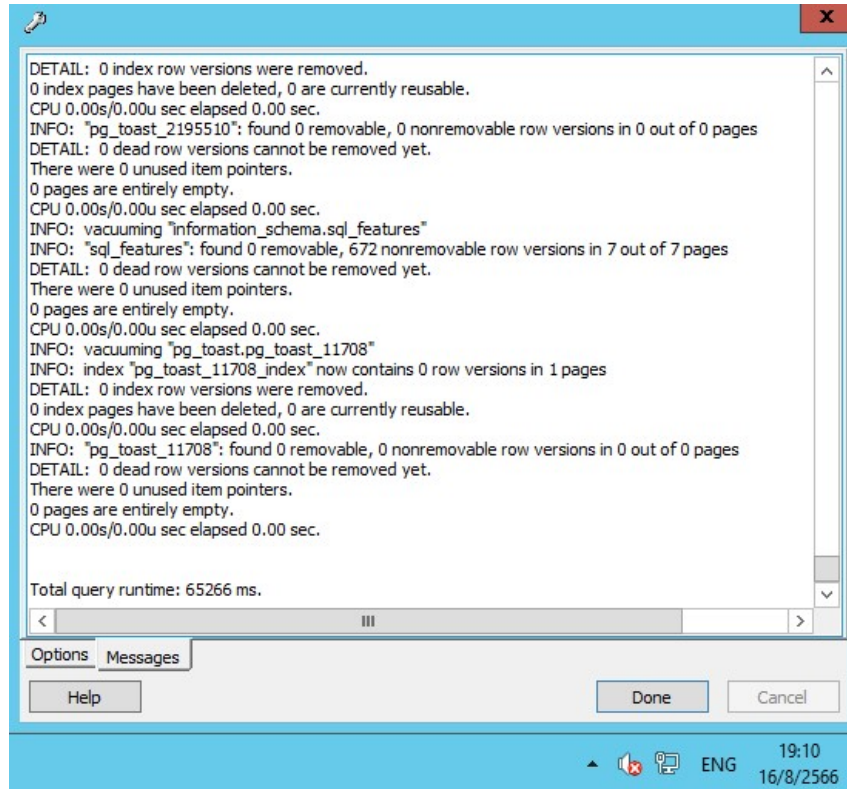 DETAIL:  0 index row versions were removed.
0 index pages have been deleted, 0 are currently reusable.
CPU 0.00s/0.00u sec elapsed 0.00 sec.
INFO:  "pg_toast_2195510": found 0 removable, 0 nonremovable row versions in 0 out of 0 pages
DETAIL:  0 dead row versions cannot be removed yet.
There were 0 unused item pointers.
0 pages are entirely empty.
CPU 0.00s/0.00u sec elapsed 0.00 sec.
INFO:  vacuuming "information_schema.sql_features"
INFO:  "sql_features": found 0 removable, 672 nonremovable row versions in 7 out of 7 pages
DETAIL:  0 dead row versions cannot be removed yet.
There were 0 unused item pointers.
0 pages are entirely empty.
CPU 0.00s/0.00u sec elapsed 0.00 sec.
INFO:  vacuuming "pg_toast.pg_toast_11708"
INFO:  index "pg_toast_11708_index" now contains 0 row versions in 1 pages
DETAIL:  0 index row versions were removed.
0 index pages have been deleted, 0 are currently reusable.
CPU 0.00s/0.00u sec elapsed 0.00 sec.
INFO:  "pg_toast_11708": found 0 removable, 0 nonremovable row versions in 0 out of 0 pages
DETAIL:  0 dead row versions cannot be removed yet.
There were 0 unused item pointers.
0 pages are entirely empty.
CPU 0.00s/0.00u sec elapsed 0.00 sec.
Total query runtime: 65266 ms.
Options Messages
Help Done Cancel
ENG 19:10
16/8/2566